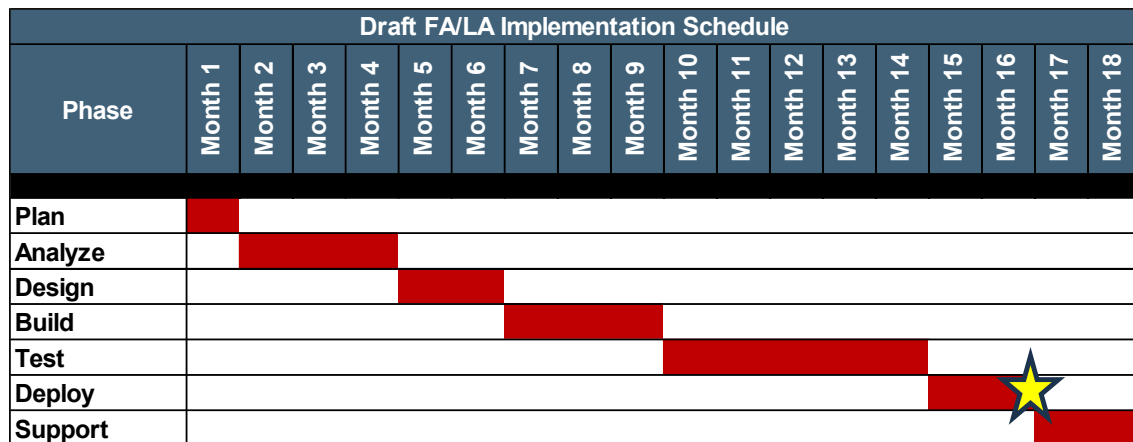 Draft FA/LA Implementation Schedule
Phase Month 1 Month 2 Month 3 Month 4 Month 5 Month 6 Month 7 Month 8 Month 9 Month 10 Month 11 Month 12 Month 13 Month 14 Month 15 Month 16 Month 17 Month 18
Plan
Analyze
Design
Build
Test
Deploy
Support